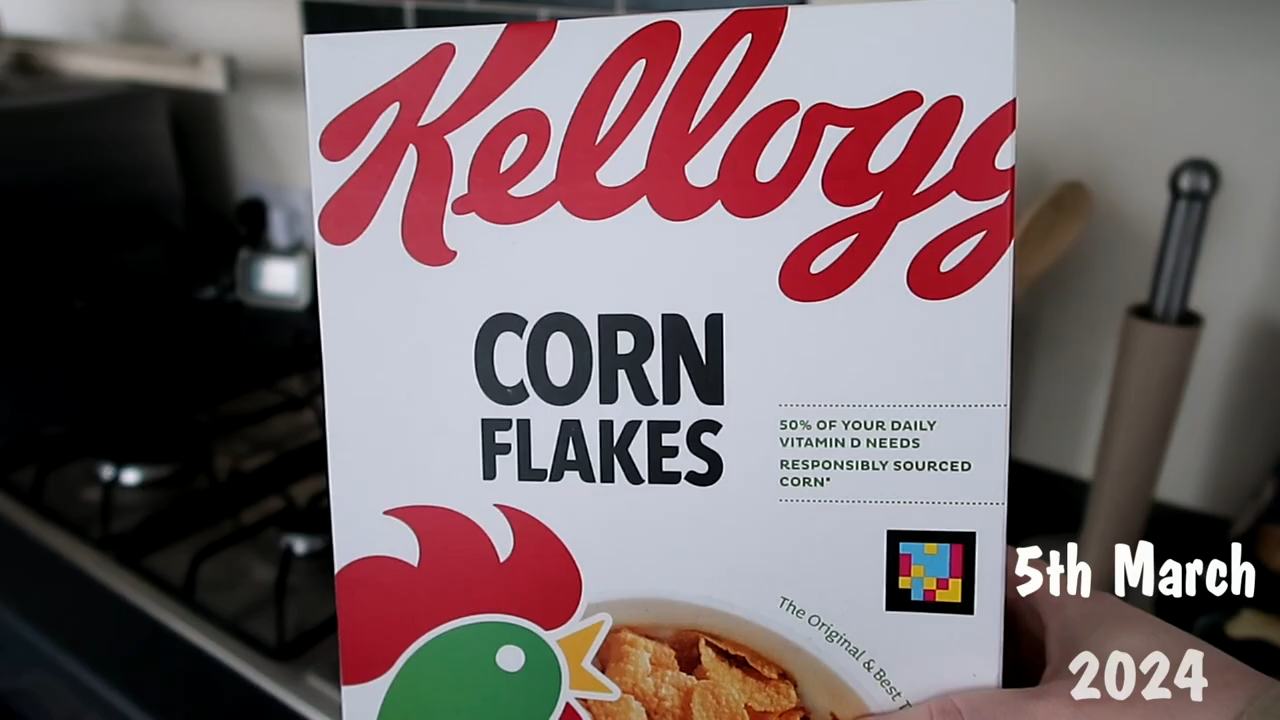 Kellogg
CORN
FLAKES
50% OF YOUR DAILY
VITAMIN D NEEDS
RESPONSIBLY SOURCED
CORN*
The Original & Best
5th March
2024